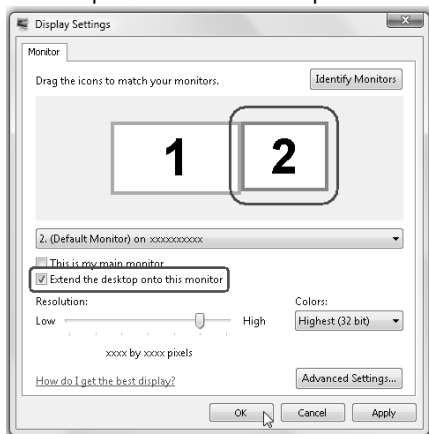 Display Settings
Monitor
Drag the icons to match your monitors.
Identify Monitors
1
2
2. (Default Monitor) on xxxxxxxxxx
This is my main monitor
Extend the desktop onto this monitor
Resolution:
Colors:
Low
High
Highest (32 bit)
xxxx by xxxx pixels
How do I get the best display?
Advanced Settings...
OK
Cancel
Apply